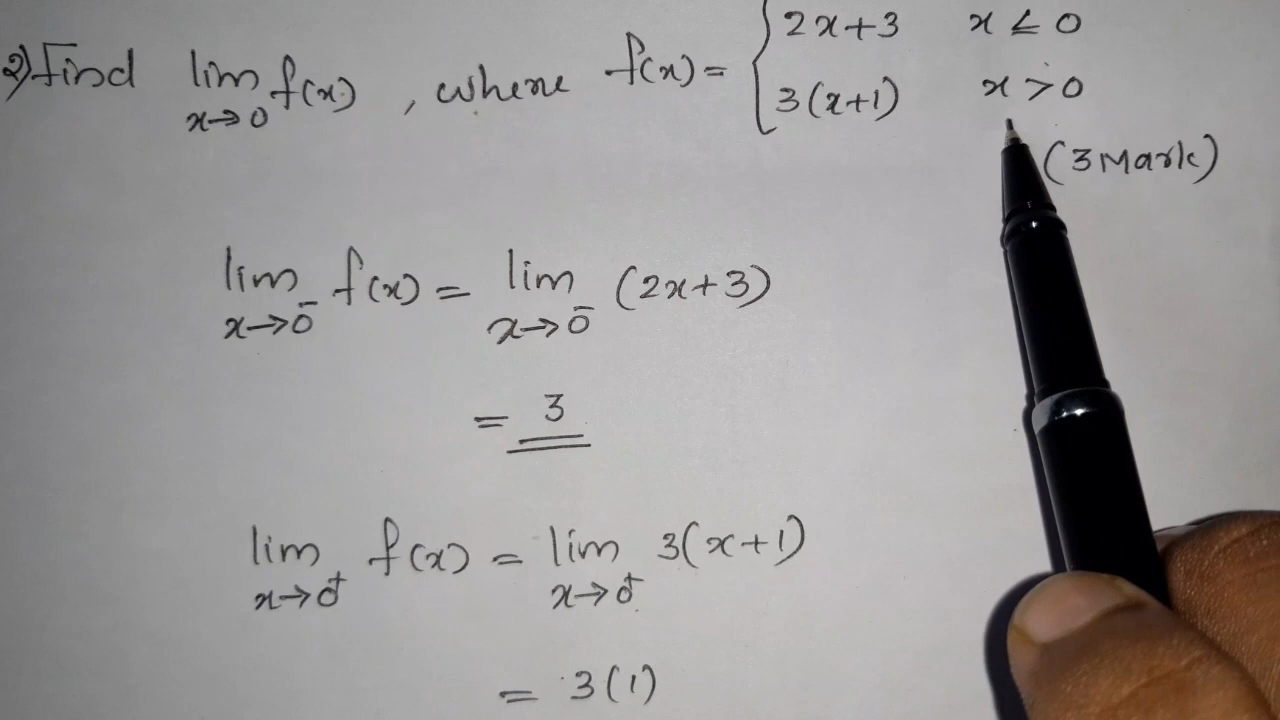 2) Find lim x→0 f(x), where f(x) = { 2x+3 x ≤ 0
3(x+1) x > 0
(3 Mark)
lim x→0⁻ f(x) = lim x→0⁻ (2x+3)
= 3
lim x→0⁺ f(x) = lim x→0⁺ 3(x+1)
= 3(1)